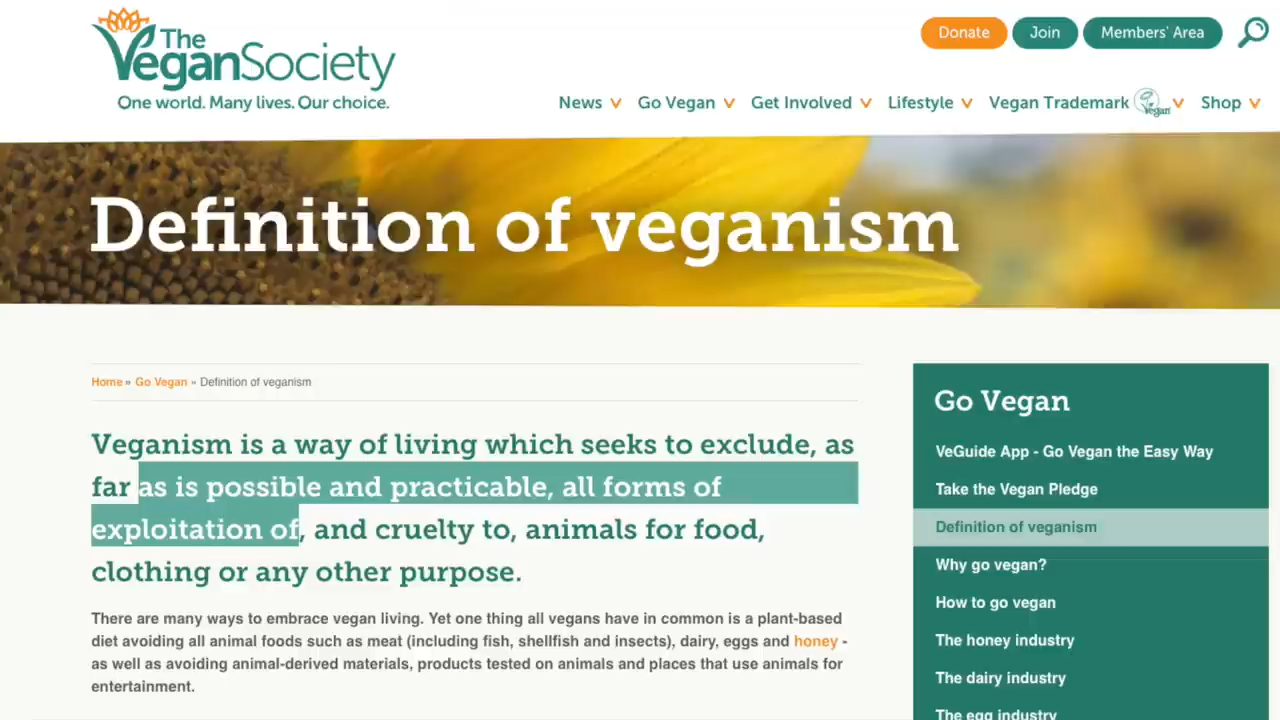 The
VeganSociety
One world. Many lives. Our choice.
Donate
Join
Members' Area
News
Go Vegan
Get Involved
Lifestyle
Vegan Trademark
Vegan
Shop
Definition of veganism
Home » Go Vegan » Definition of veganism
Veganism is a way of living which seeks to exclude, as
far as is possible and practicable, all forms of
exploitation of, and cruelty to, animals for food,
clothing or any other purpose.
There are many ways to embrace vegan living. Yet one thing all vegans have in common is a plant-based
diet avoiding all animal foods such as meat (including fish, shellfish and insects), dairy, eggs and honey -
as well as avoiding animal-derived materials, products tested on animals and places that use animals for
entertainment.
Go Vegan
VeGuide App - Go Vegan the Easy Way
Take the Vegan Pledge
Definition of veganism
Why go vegan?
How to go vegan
The honey industry
The dairy industry
The egg industry